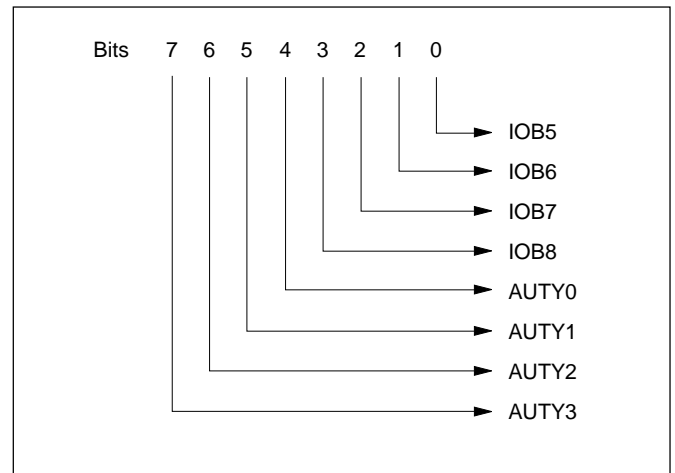 Bits 7 6 5 4 3 2 1 0
IOB5
IOB6
IOB7
IOB8
AUTY0
AUTY1
AUTY2
AUTY3